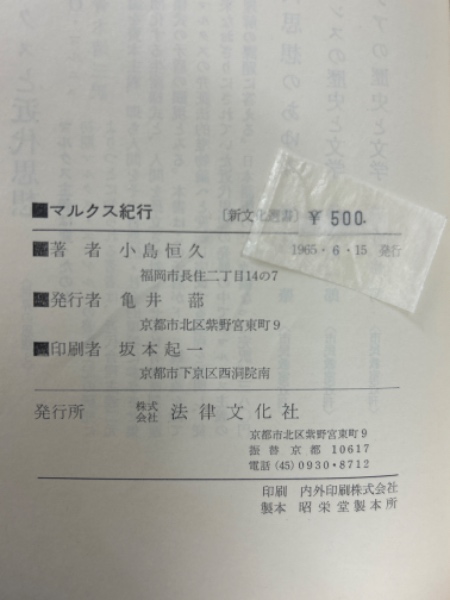 ■マルクス紀行 〔新文化選書〕 ¥ 500.
1965・6・15 発行
■著者 小島恒久
福岡市長住二丁目14の7
■発行者 亀井蔀
京都市北区紫野宮東町9
■印刷者 坂本起一
京都市下京区西洞院南
発行所 株式会社 法律文化社
京都市北区紫野宮東町9
振替 京都 10617
電話(45)0930・8712
印刷 内外印刷株式会社
製本 昭栄堂製本所